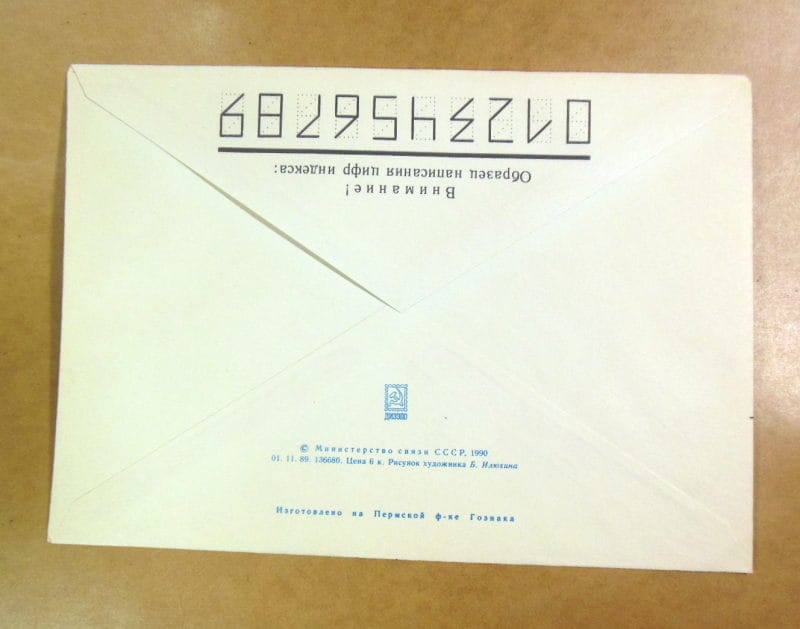 Внимание!
Образец написания цифр индекса:
0123456789
ДИЭЗПО
© Министерство связи СССР, 1990
01. 11. 89. 136680. Цена 6 к. Рисунок художника Б. Илюхина
Изготовлено на Пермской ф-ке Гознака